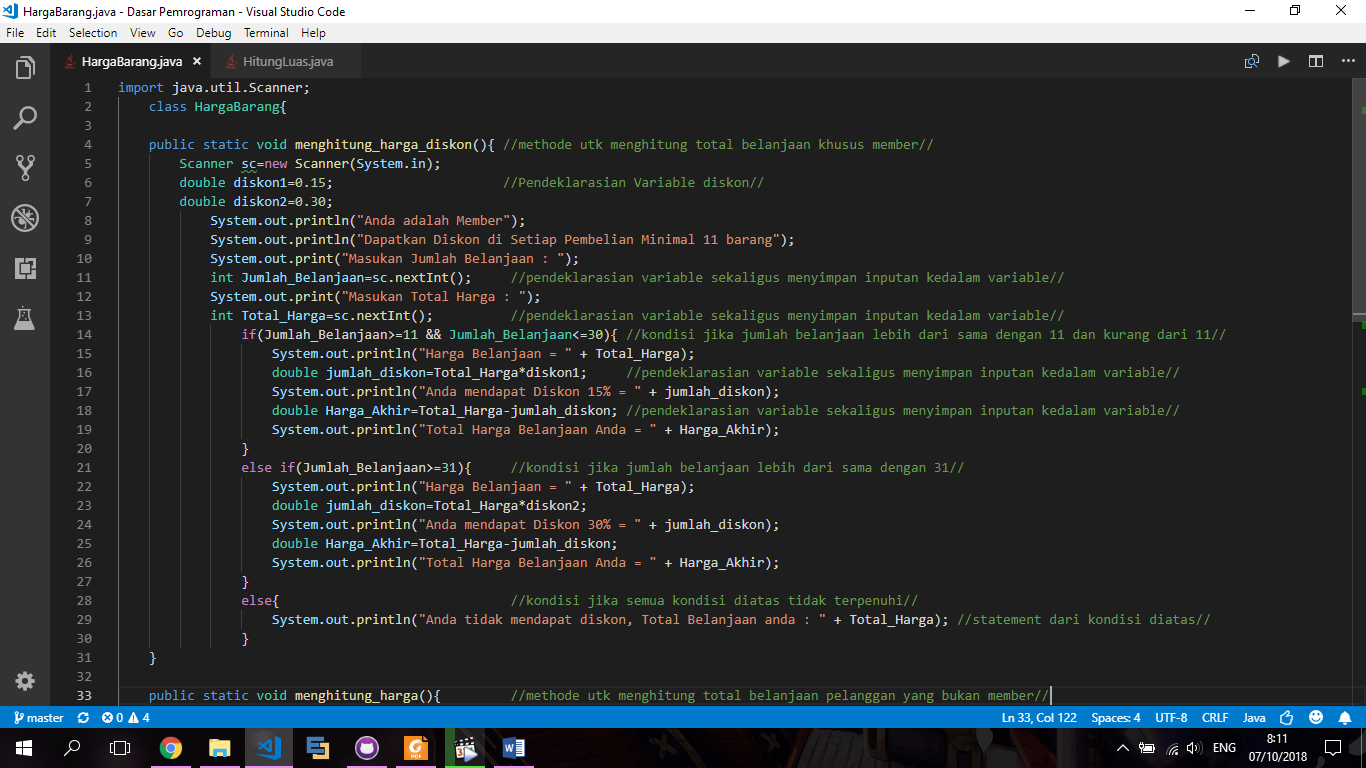 HargaBarang.java - Dasar Pemrograman - Visual Studio Code
File Edit Selection View Go Debug Terminal Help
HargaBarang.java × HitungLuas.java
1 import java.util.Scanner;
2 class HargaBarang{
3
4 public static void menghitung_harga_diskon(){ //methode utk menghitung total belanjaan khusus member//
5 Scanner sc=new Scanner(System.in);
6 double diskon1=0.15; //Pendeklarasian Variable diskon//
7 double diskon2=0.30;
8 System.out.println("Anda adalah Member");
9 System.out.println("Dapatkan Diskon di Setiap Pembelian Minimal 11 barang");
10 System.out.print("Masukan Jumlah Belanjaan : ");
11 int Jumlah_Belanjaan=sc.nextInt(); //pendeklarasian variable sekaligus menyimpan inputan kedalam variable//
12 System.out.print("Masukan Total Harga : ");
13 int Total_Harga=sc.nextInt(); //pendeklarasian variable sekaligus menyimpan inputan kedalam variable//
14 if(Jumlah_Belanjaan>=11 && Jumlah_Belanjaan<=30){ //kondisi jika jumlah belanjaan lebih dari sama dengan 11 dan kurang dari 11//
15 System.out.println("Harga Belanjaan = " + Total_Harga);
16 double jumlah_diskon=Total_Harga*diskon1; //pendeklarasian variable sekaligus menyimpan inputan kedalam variable//
17 System.out.println("Anda mendapat Diskon 15% = " + jumlah_diskon);
18 double Harga_Akhir=Total_Harga-jumlah_diskon; //pendeklarasian variable sekaligus menyimpan inputan kedalam variable//
19 System.out.println("Total Harga Belanjaan Anda = " + Harga_Akhir);
20 }
21 else if(Jumlah_Belanjaan>=31){ //kondisi jika jumlah belanjaan lebih dari sama dengan 31//
22 System.out.println("Harga Belanjaan = " + Total_Harga);
23 double jumlah_diskon=Total_Harga*diskon2;
24 System.out.println("Anda mendapat Diskon 30% = " + jumlah_diskon);
25 double Harga_Akhir=Total_Harga-jumlah_diskon;
26 System.out.println("Total Harga Belanjaan Anda = " + Harga_Akhir);
27 }
28 else{ //kondisi jika semua kondisi diatas tidak terpenuhi//
29 System.out.println("Anda tidak mendapat diskon, Total Belanjaan anda : " + Total_Harga); //statement dari kondisi diatas//
30 }
31 }
32
33 public static void menghitung_harga(){ //methode utk menghitung total belanjaan pelanggan yang bukan member//
master 0 4 Ln 33, Col 122 Spaces: 4 UTF-8 CRLF Java
ENG 8:11
07/10/2018